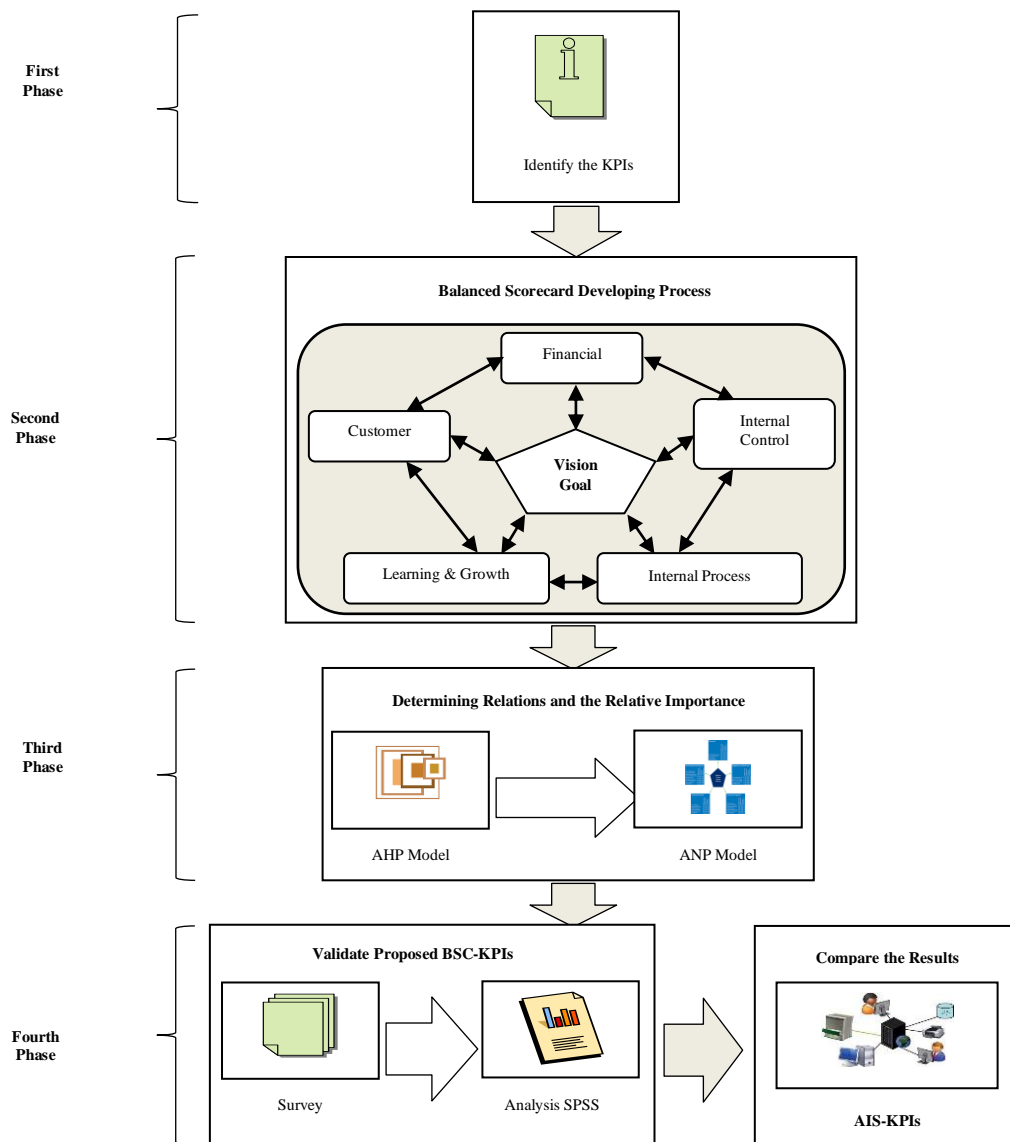 First
Phase
i
Identify the KPIs
Second
Phase
Balanced Scorecard Developing Process
Financial
Customer
Internal
Control
Vision
Goal
Learning & Growth
Internal Process
Third
Phase
Determining Relations and the Relative Importance
AHP Model
ANP Model
Fourth
Phase
Validate Proposed BSC-KPIs
Survey
Analysis SPSS
Compare the Results
AIS-KPIs